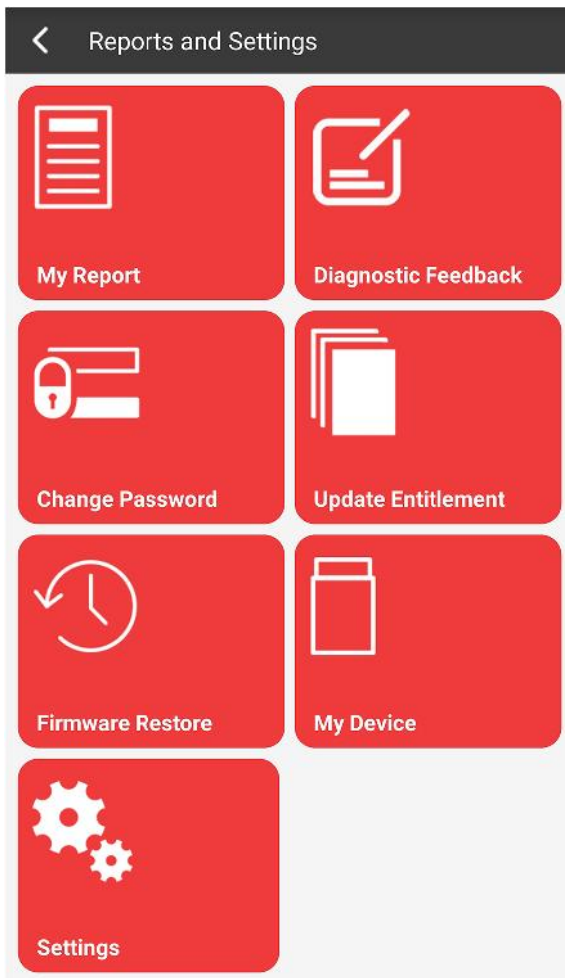 Reports and Settings
My Report
Diagnostic Feedback
Change Password
Update Entitlement
Firmware Restore
My Device
Settings